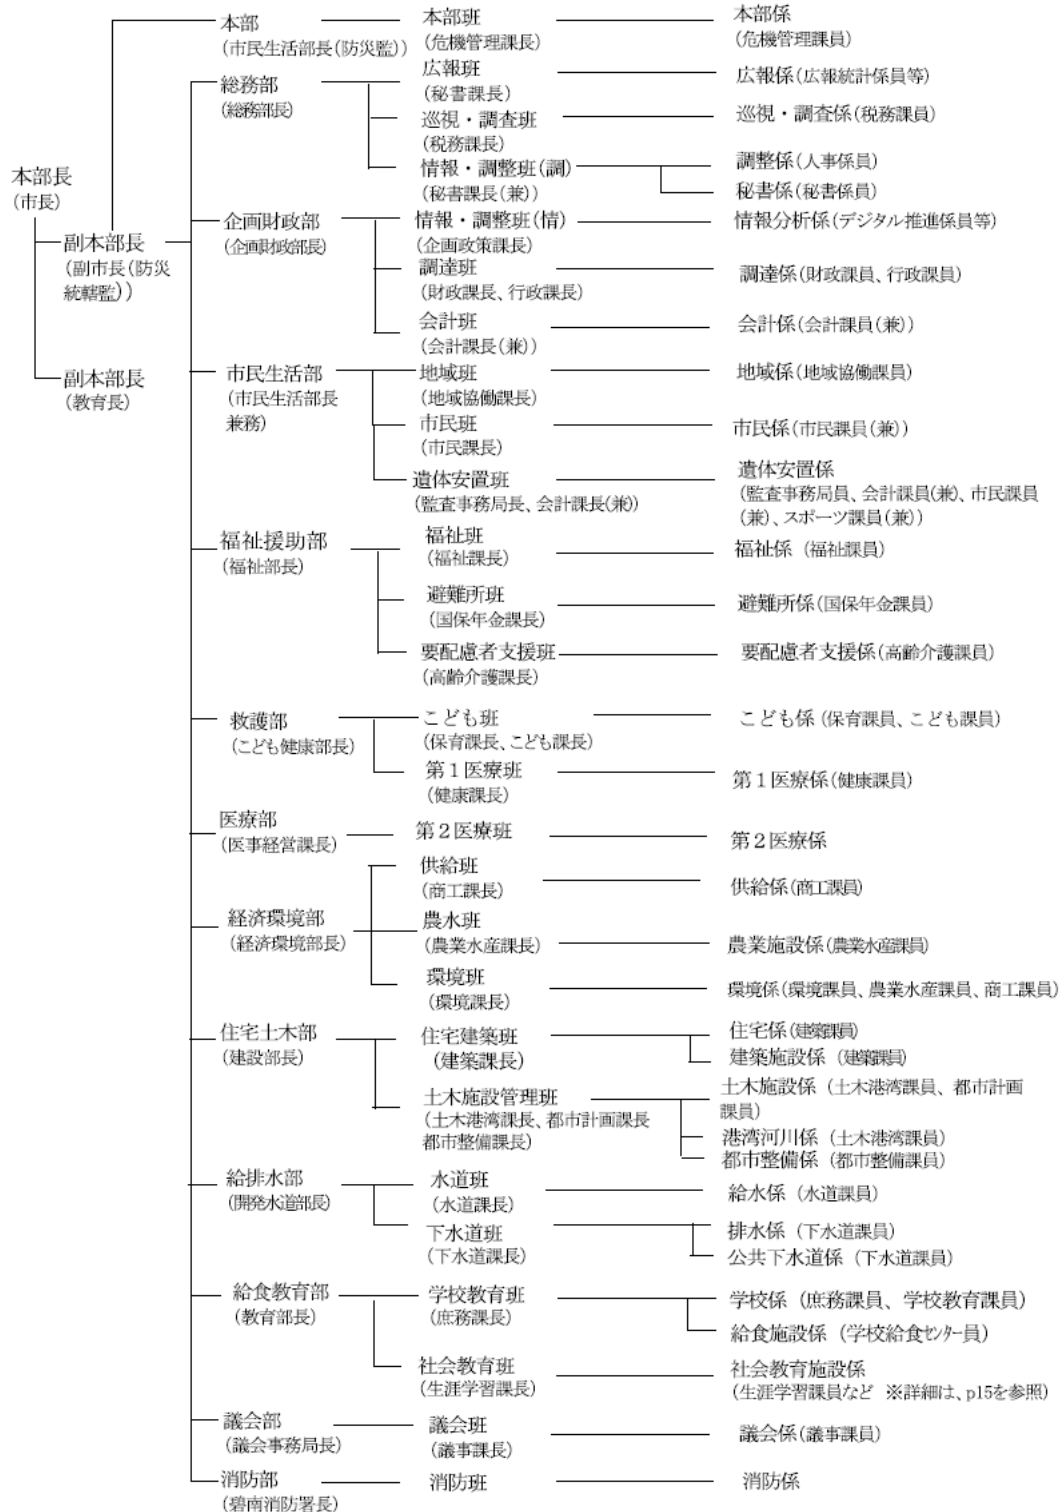 本部長
(市長)
副本部長
(副市長(防災
統轄監))
副本部長
(教育長)
本部
(市民生活部長(防災監))
本部班
(危機管理課長)
本部係
(危機管理課員)
総務部
(総務部長)
広報班
(秘書課長)
広報係(広報統計係員等)
巡視・調査班
(税務課長)
巡視・調査係(税務課員)
情報・調整班(調)
(秘書課長(兼))
調整係(人事係員)
秘書係(秘書係員)
企画財政部
(企画財政部長)
情報・調整班(情)
(企画政策課長)
情報分析係(デジタル推進係員等)
調達班
(財政課長、行政課長)
調達係(財政課員、行政課員)
会計班
(会計課長(兼))
会計係(会計課員(兼))
市民生活部
(市民生活部長
兼務)
地域班
(地域協働課長)
地域係(地域協働課員)
市民班
(市民課長)
市民係(市民課員(兼))
遺体安置班
(監査事務局長、会計課長(兼))
遺体安置係
(監査事務局員、会計課員(兼)、市民課員
(兼)、スポーツ課員(兼))
福祉援助部
(福祉部長)
福祉班
(福祉課長)
福祉係(福祉課員)
避難所班
(国保年金課長)
避難所係(国保年金課員)
要配慮者支援班
(高齢介護課長)
要配慮者支援係(高齢介護課員)
救護部
(こども健康部長)
こども班
(保育課長、こども課長)
こども係(保育課員、こども課員)
第1医療班
(健康課長)
第1医療係(健康課員)
医療部
(医事経営課長)
第2医療班
第2医療係
経済環境部
(経済環境部長)
供給班
(商工課長)
供給係(商工課員)
農水班
(農業水産課長)
農業施設係(農業水産課員)
環境班
(環境課長)
環境係(環境課員、農業水産課員、商工課員)
住宅土木部
(建設部長)
住宅建築班
(建築課長)
住宅係(建築課員)
建築施設係(建築課員)
土木施設管理班
(土木港湾課長、都市計画課長
都市整備課長)
土木施設係(土木港湾課員、都市計画
課員)
港湾河川係(土木港湾課員)
都市整備係(都市整備課員)
給排水部
(開発水道部長)
水道班
(水道課長)
給水係(水道課員)
下水道班
(下水道課長)
排水係(下水道課員)
公共下水道係(下水道課員)
給食教育部
(教育部長)
学校教育班
(庶務課長)
学校係(庶務課員、学校教育課員)
給食施設係(学校給食センター員)
社会教育班
(生涯学習課長)
社会教育施設係
(生涯学習課員など ※詳細は、p15を参照)
議会部
(議会事務局長)
議会班
(議事課長)
議会係(議事課員)
消防部
(碧南消防署長)
消防班
消防係